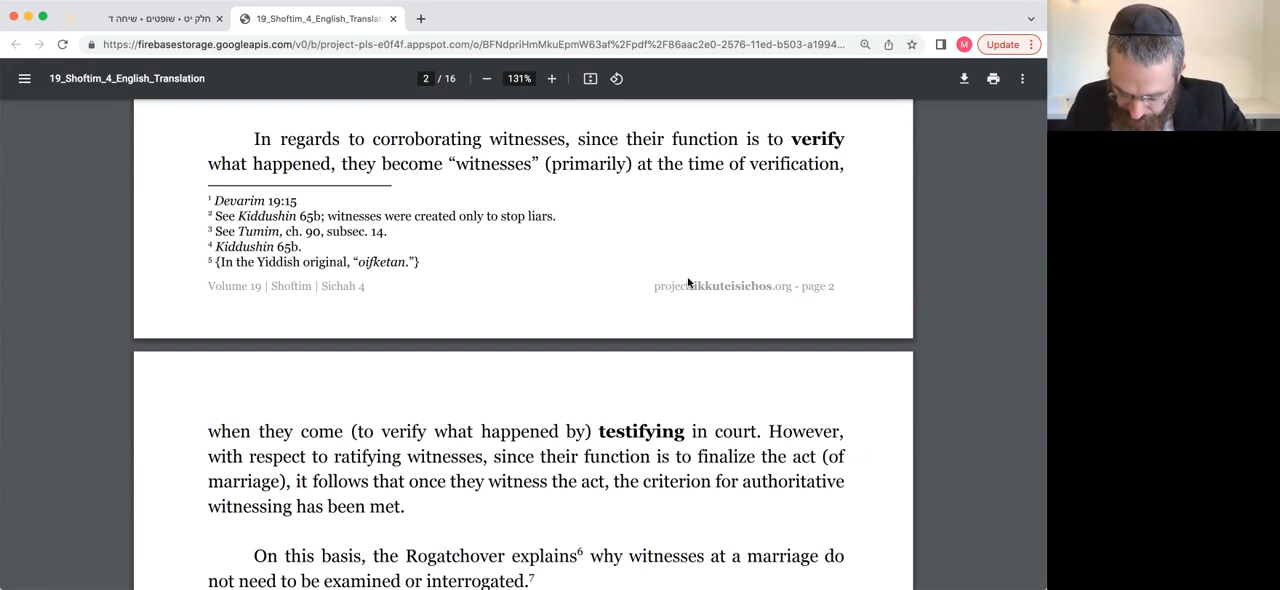 חלק יט • שופטים • שיחה ד
19_Shoftim_4_English_Translat
https://firebasestorage.googleapis.com/v0/b/project-pls-e0f4f.appspot.com/o/BFNdpriHmMkuEpmW63af%2Fpdf%2F86aac2e0-2576-11ed-b503-a1994...
M
Update
19_Shoftim_4_English_Translation
2 / 16
131%
In regards to corroborating witnesses, since their function is to verify
what happened, they become “witnesses” (primarily) at the time of verification,
1 Devarim 19:15
2 See Kiddushin 65b; witnesses were created only to stop liars.
3 See Tumim, ch. 90, subsec. 14.
4 Kiddushin 65b.
5 {In the Yiddish original, “oifketan.”}
Volume 19 | Shoftim | Sichah 4
projectlikkuteisichos.org - page 2
when they come (to verify what happened by) testifying in court. However,
with respect to ratifying witnesses, since their function is to finalize the act (of
marriage), it follows that once they witness the act, the criterion for authoritative
witnessing has been met.
On this basis, the Rogatchover explains6 why witnesses at a marriage do
not need to be examined or interrogated.7